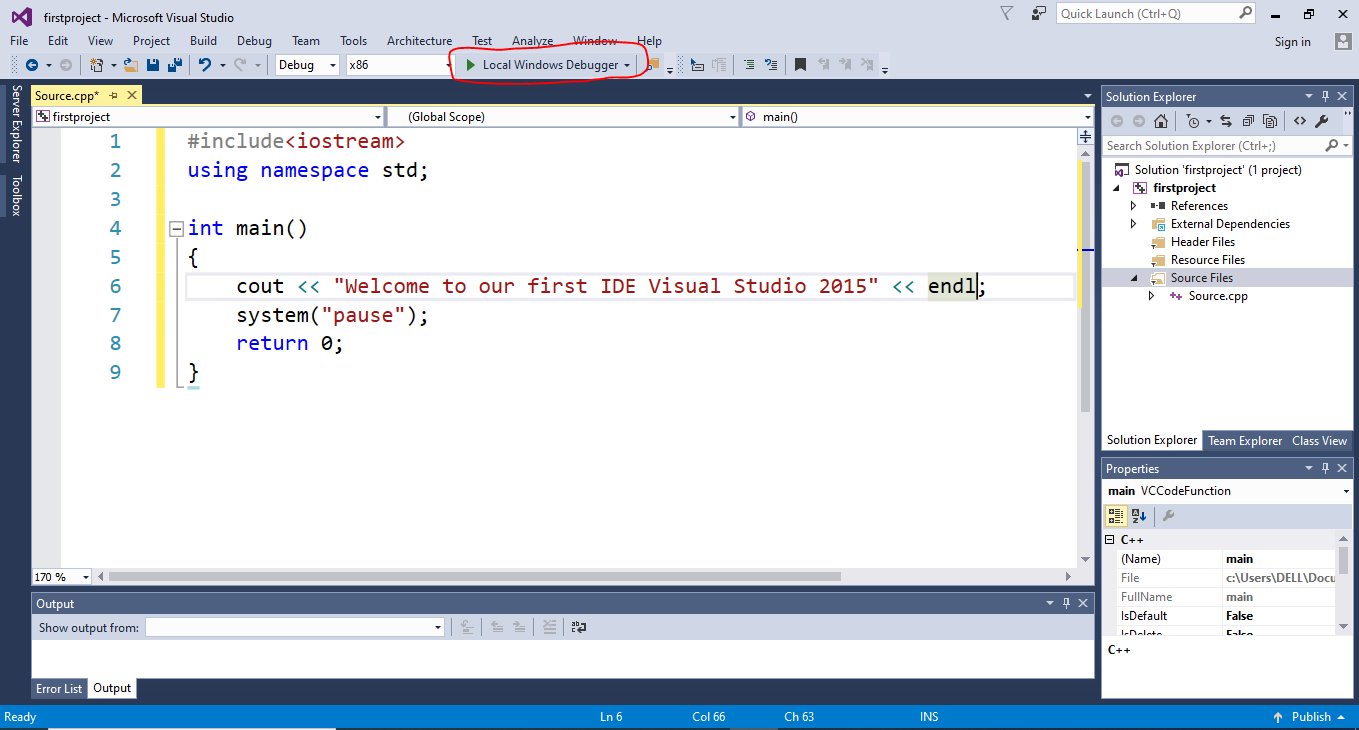 firstproject - Microsoft Visual Studio
Quick Launch (Ctrl+Q)
File Edit View Project Build Debug Team Tools Architecture Test Analyze Window Help
Sign in
Debug x86 Local Windows Debugger
Server Explorer
Toolbox
Source.cpp*
firstproject (Global Scope) main()
1 #include<iostream>
2 using namespace std;
3
4 int main()
5 {
6 cout << "Welcome to our first IDE Visual Studio 2015" << endl;
7 system("pause");
8 return 0;
9 }
170 %
Output
Show output from:
Error List Output
Solution Explorer
Search Solution Explorer (Ctrl+;)
Solution 'firstproject' (1 project)
firstproject
References
External Dependencies
Header Files
Resource Files
Source Files
Source.cpp
Solution Explorer Team Explorer Class View
Properties
main VCCodeFunction
C++
(Name) main
File c:\Users\DELL\Docu
FullName main
IsDefault False
IsDelete False
C++
Ready Ln 6 Col 66 Ch 63 INS Publish